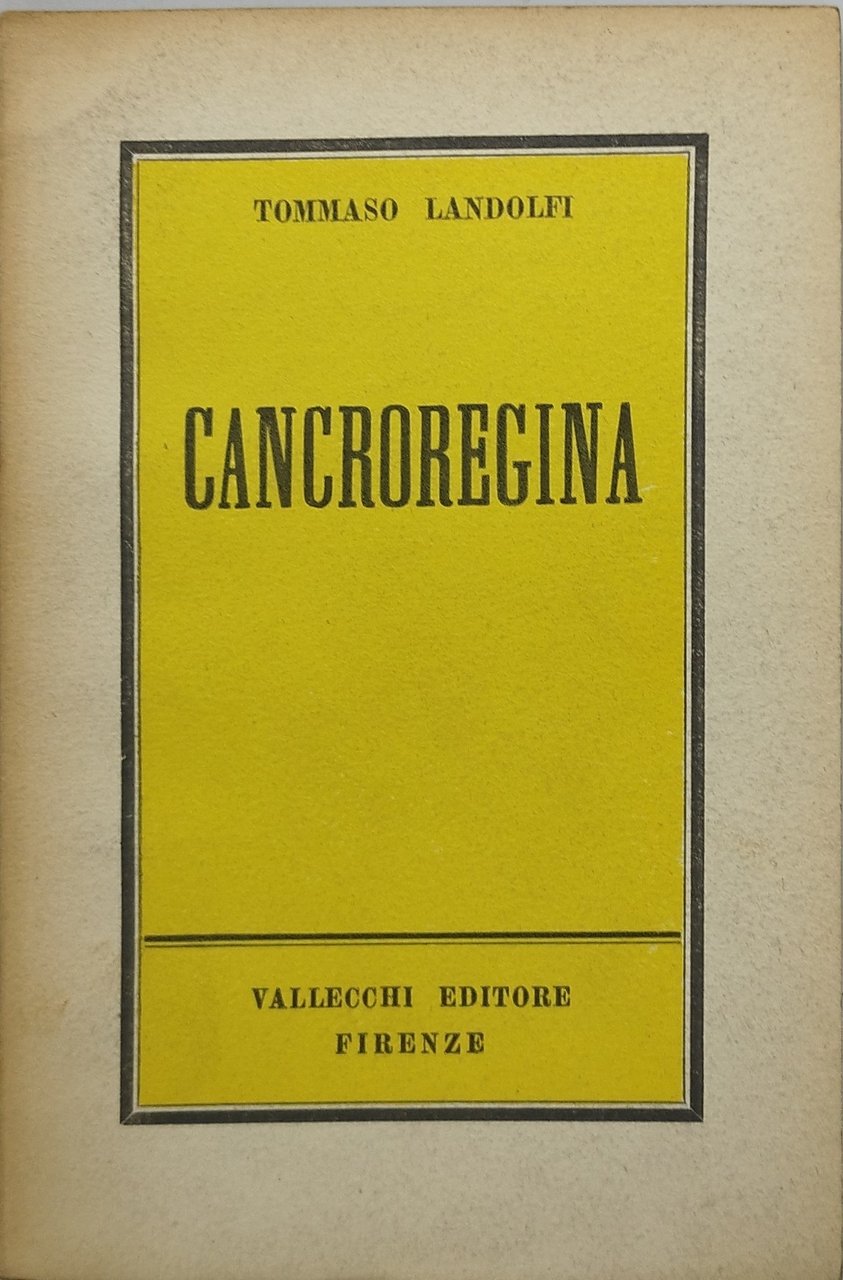 TOMMASO LANDOLFI
CANCROREGINA
VALLECCHI EDITORE
FIRENZE